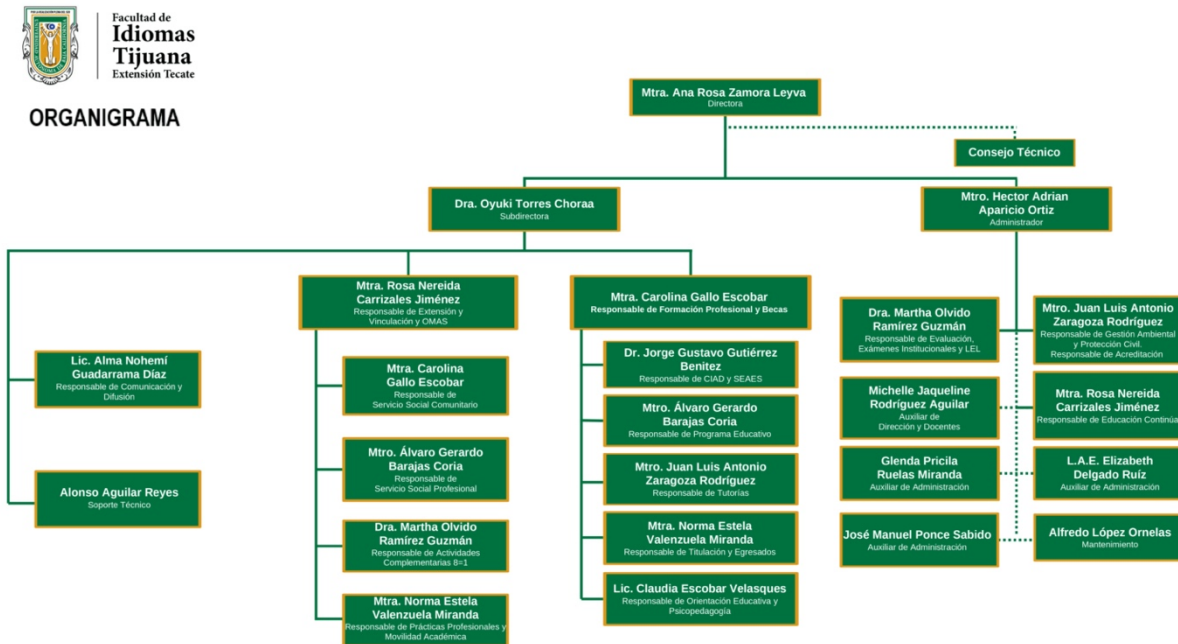 Facultad de
Idiomas
Tijuana
Extensión Tecate
ORGANIGRAMA
Mtra. Ana Rosa Zamora Leyva
Directora
Consejo Técnico
Dra. Oyuki Torres Choraa
Subdirectora
Mtro. Hector Adrian
Aparicio Ortiz
Administrador
Lic. Alma Nohemí
Guadarrama Díaz
Responsable de Comunicación y
Difusión
Alonso Aguilar Reyes
Soporte Técnico
Mtra. Rosa Nereida
Carrizales Jiménez
Responsable de Extensión y
Vinculación y OMAS
Mtra. Carolina
Gallo Escobar
Responsable de
Servicio Social Comunitario
Mtro. Álvaro Gerardo
Barajas Coria
Responsable de
Servicio Social Profesional
Dra. Martha Olvido
Ramírez Guzmán
Responsable de Actividades
Complementarias 8=1
Mtra. Norma Estela
Valenzuela Miranda
Responsable de Prácticas Profesionales y
Movilidad Académica
Mtra. Carolina Gallo Escobar
Responsable de Formación Profesional y Becas
Dr. Jorge Gustavo Gutiérrez
Benitez
Responsable de CIAD y SEAES
Mtro. Álvaro Gerardo
Barajas Coria
Responsable de Programa Educativo
Mtro. Juan Luis Antonio
Zaragoza Rodríguez
Responsable de Tutorías
Mtra. Norma Estela
Valenzuela Miranda
Responsable de Titulación y Egresados
Lic. Claudia Escobar Velasques
Responsable de Orientación Educativa y
Psicopedagogía
Dra. Martha Olvido
Ramírez Guzmán
Responsable de Evaluación,
Exámenes Institucionales y LEL
Mtro. Juan Luis Antonio
Zaragoza Rodríguez
Responsable de Gestión Ambiental
y Protección Civil.
Responsable de Acreditación
Michelle Jaqueline
Rodríguez Aguilar
Auxiliar de
Dirección y Docentes
Mtra. Rosa Nereida
Carrizales Jiménez
Responsable de Educación Continúa
Glenda Pricila
Ruelas Miranda
Auxiliar de Administración
L.A.E. Elizabeth
Delgado Ruíz
Auxiliar de Administración
José Manuel Ponce Sabido
Auxiliar de Administración
Alfredo López Ornelas
Mantenimiento